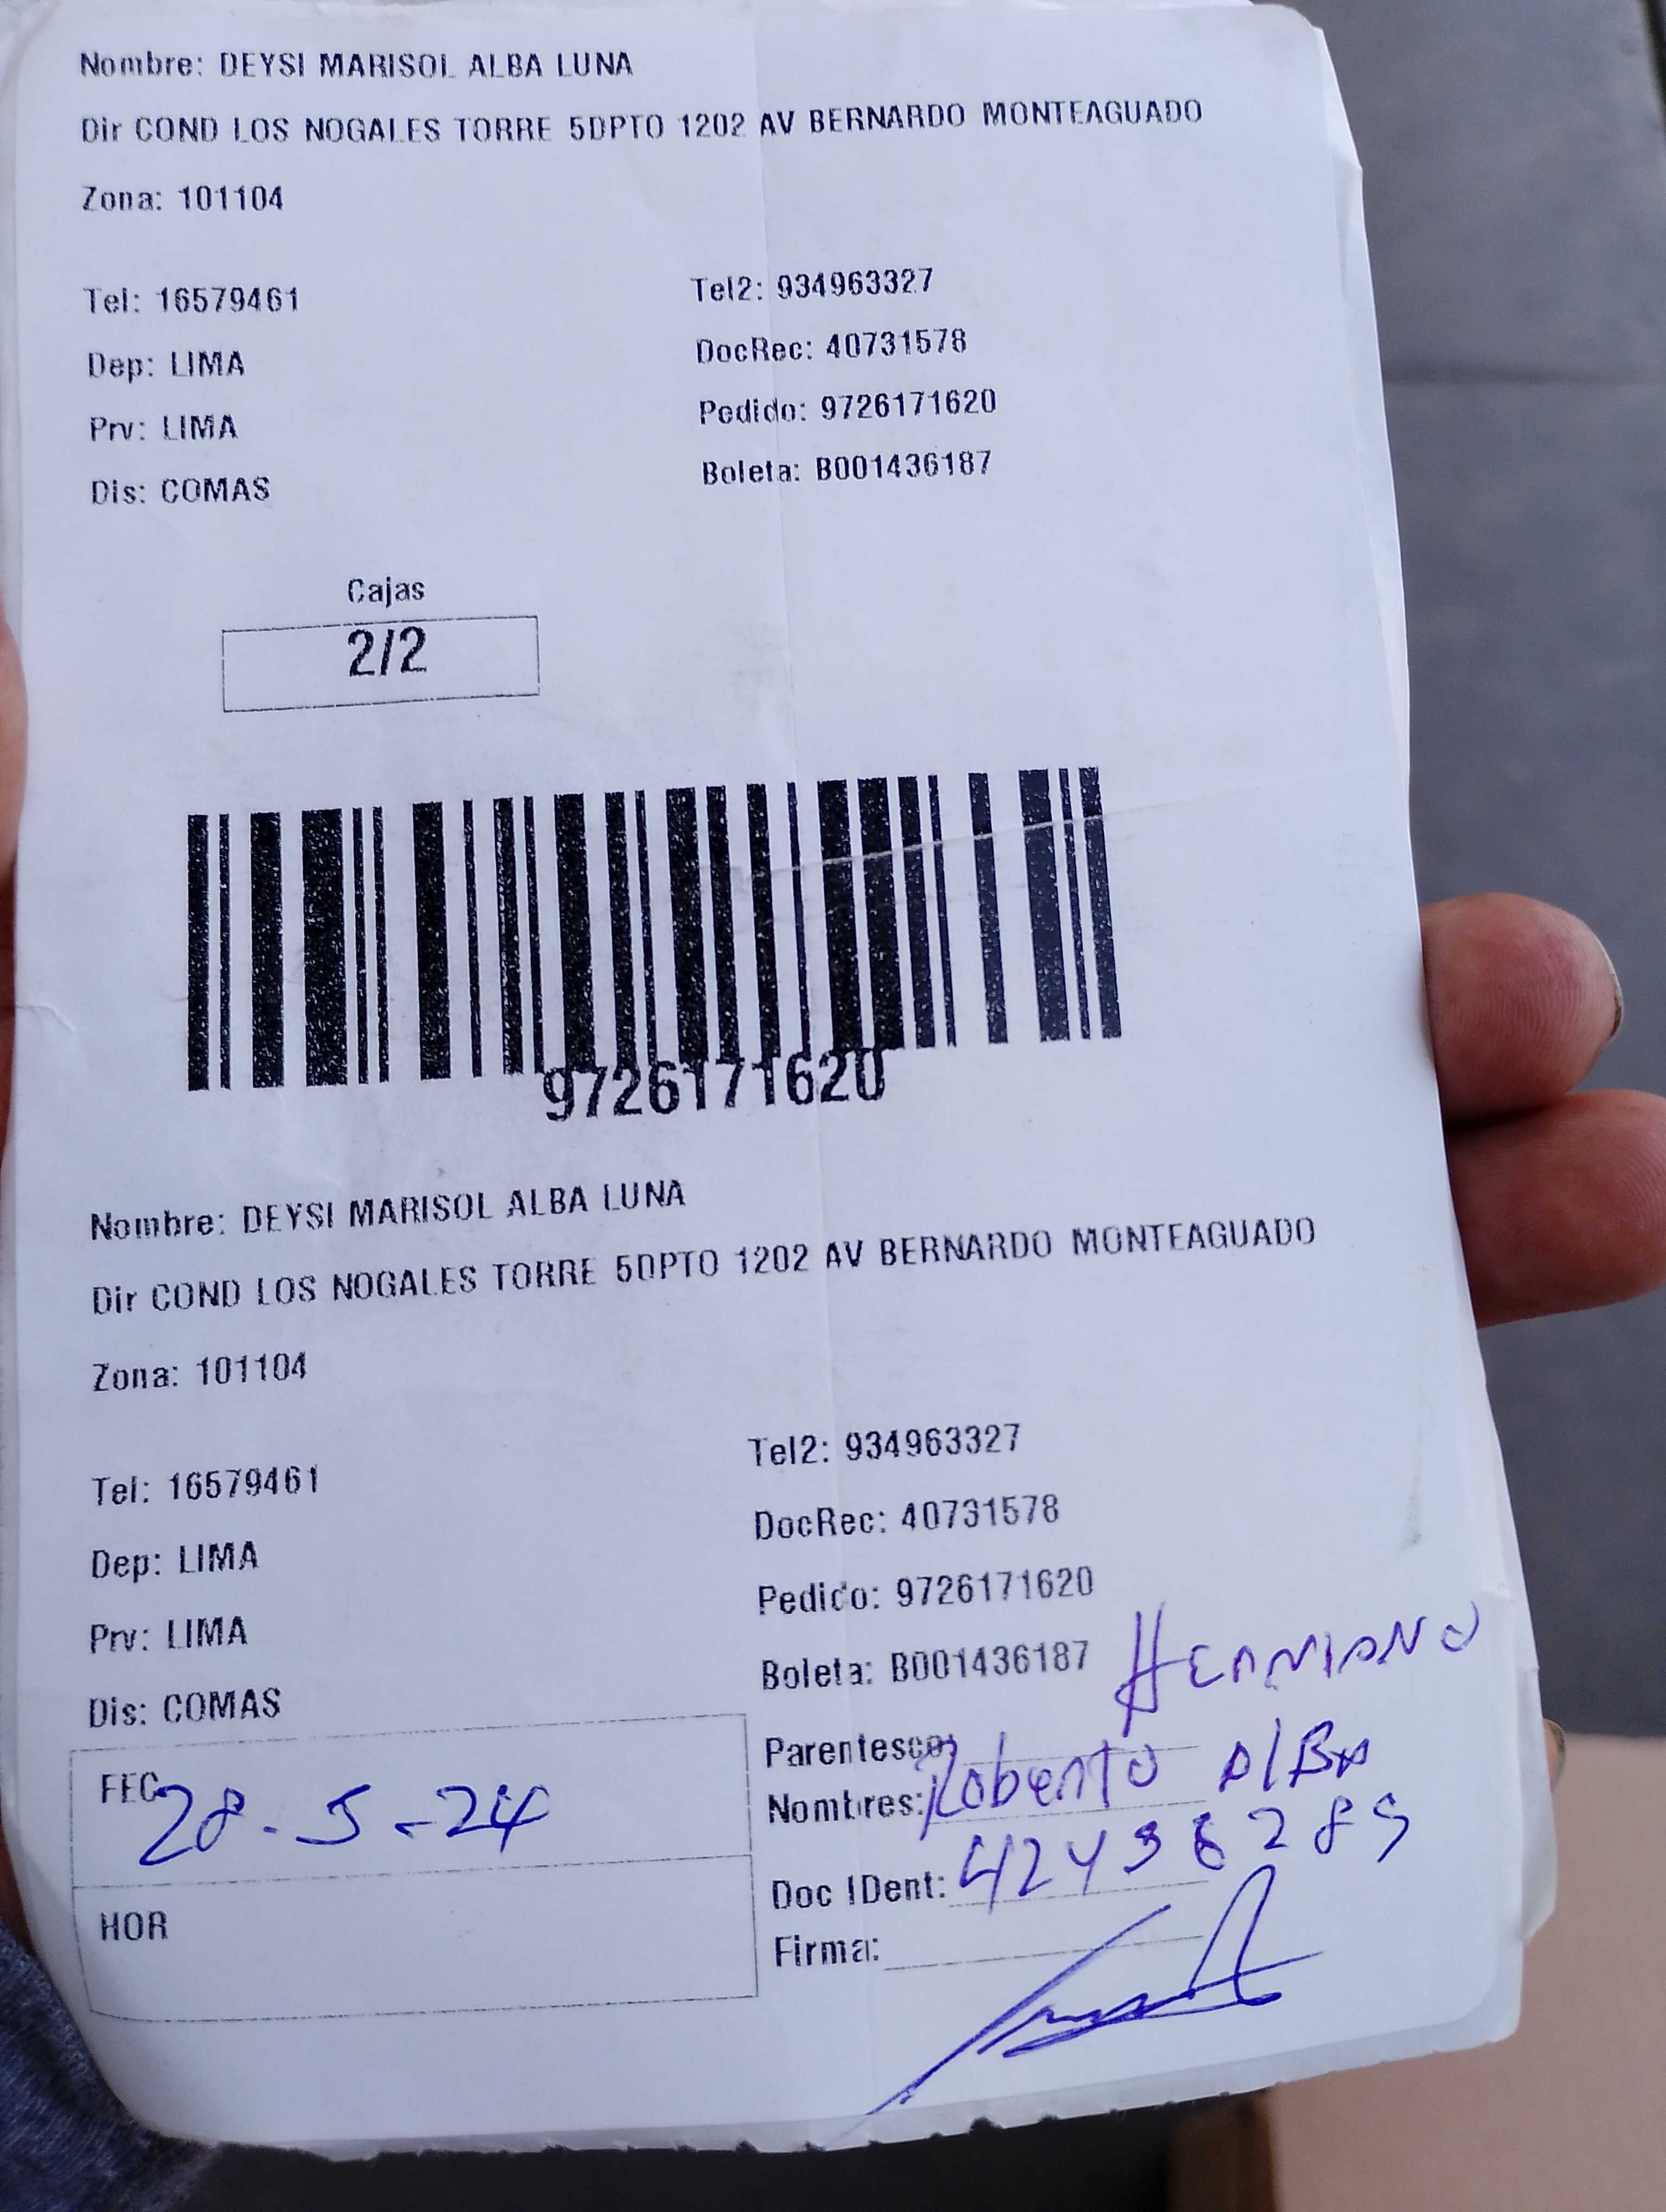 Nombre: DEYSI MARISOL ALBA LUNA
Dir COND LOS NOGALES TORRE 5DPTO 1202 AV BERNARDO MONTEAGUADO
Zona: 101104
Tel: 16579461
Tel2: 934963327
Dep: LIMA
DocRec: 40731578
Prv: LIMA
Pedido: 9726171620
Dis: COMAS
Boleta: B001436187
Cajas
2/2
9726171620
Nombre: DEYSI MARISOL ALBA LUNA
Dir COND LOS NOGALES TORRE 5DPTO 1202 AV BERNARDO MONTEAGUADO
Zona: 101104
Tel: 16579461
Tel2: 934963327
Dep: LIMA
DocRec: 40731578
Prv: LIMA
Pedido: 9726171620
Dis: COMAS
Boleta: B001436187
Parentesco: HERMANO
Nombres: Roberto AlBA
FEC 28-5-24
Doc IDent:
HOR
Firma: